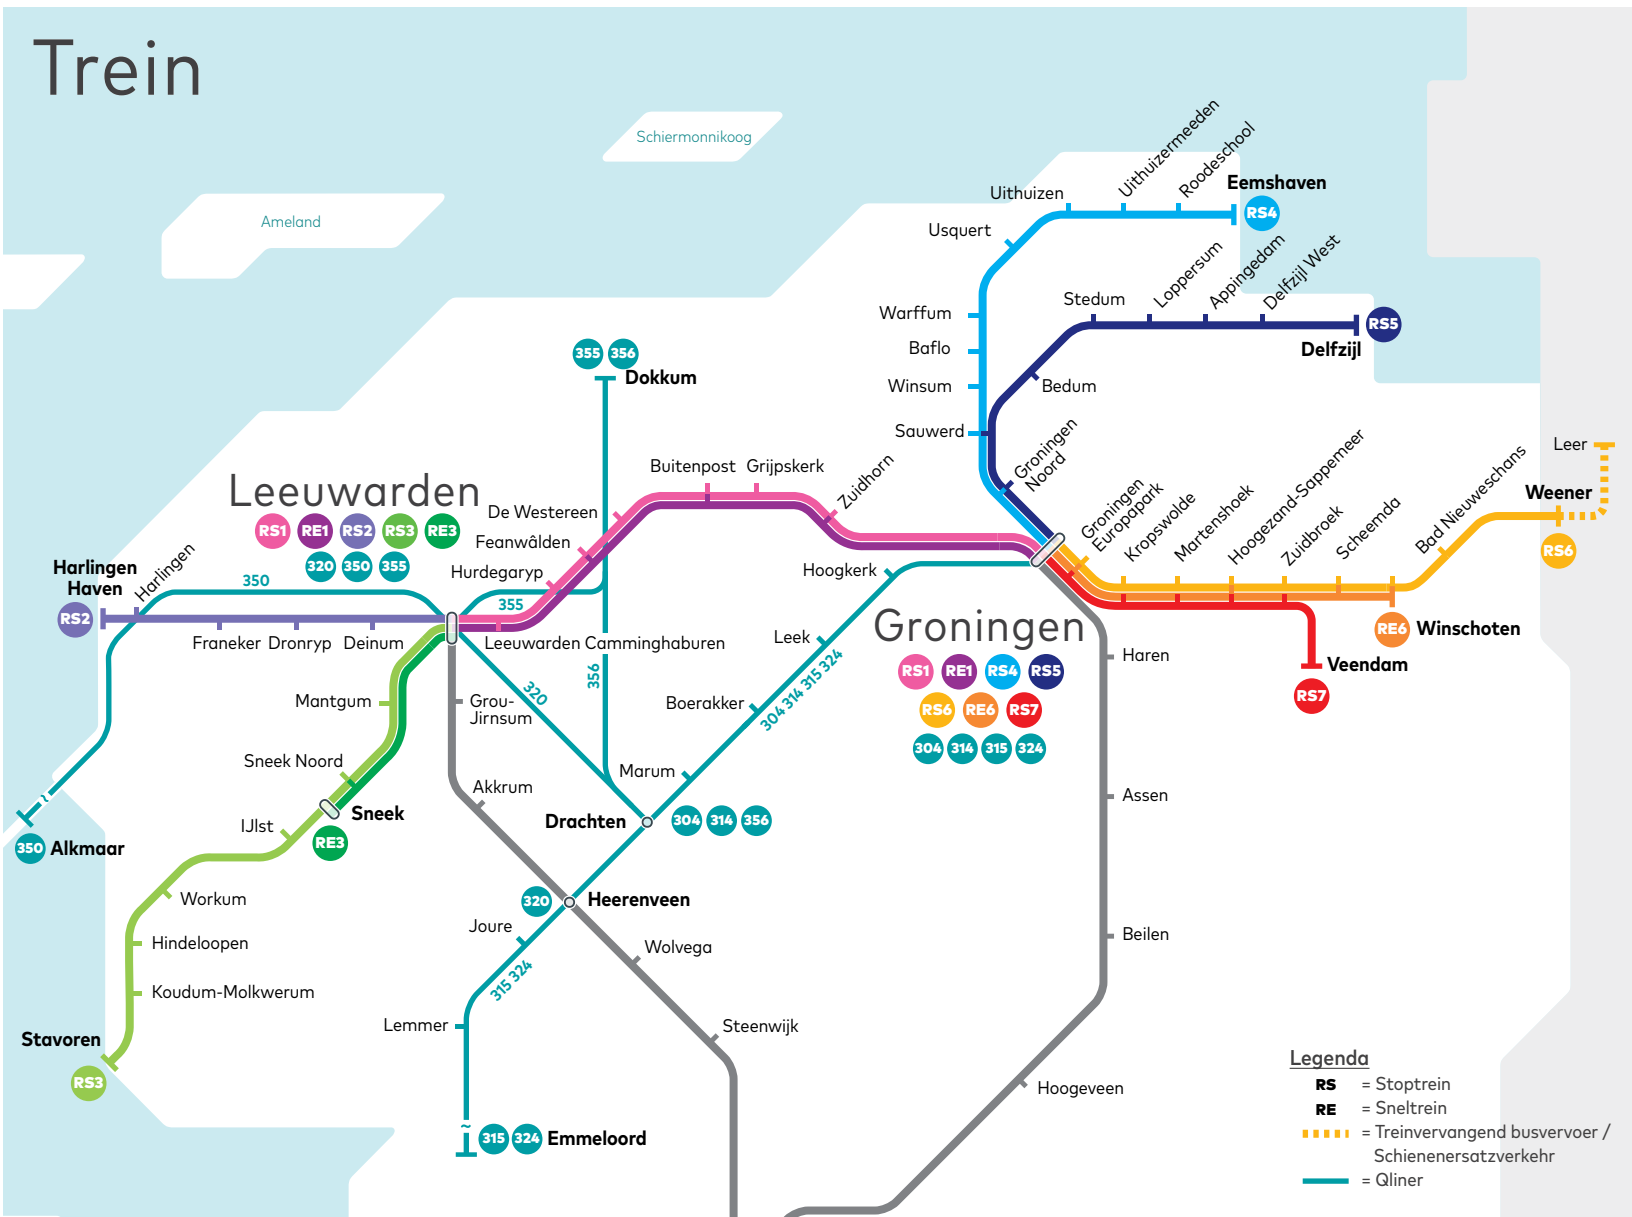 Trein
Schiermonnikoog
Ameland
Uithuizen
Uithuizermeeden
Roodeschool
Eemshaven
RS4
Usquert
Warffum
Baflo
Winsum
Sauwerd
Stedum
Loppersum
Appingedam
Delfzijl West
RS5
Delfzijl
Bedum
Groningen
Noord
355 356
Dokkum
Leeuwarden
RS1 RE1 RS2 RS3 RE3
320 350 355
Buitenpost
Grijpskerk
Zuidhorn
De Westereen
Feanwâlden
Hurdegaryp
Harlingen
Haven
RS2
Harlingen
350
355
Franeker
Dronryp
Deinum
Leeuwarden Camminghaburen
356
320
Groningen
Europapark
Kropswolde
Martenshoek
Hoogezand-Sappemeer
Zuidbroek
Scheemda
Bad Nieuweschans
Leer
Weener
RS6
RE6 Winschoten
Veendam
RS7
Hoogkerk
Leek
Boerakker
Marum
304 314 315 324
Groningen
RS1 RE1 RS4 RS5
RS6 RE6 RS7
304 314 315 324
Haren
Assen
Beilen
Hoogeveen
Mantgum
Grou-
Jirnsum
Sneek Noord
Akkrum
Sneek
RE3
IJlst
350 Alkmaar
Drachten
304 314 356
320
Heerenveen
Workum
Hindeloopen
Koudum-Molkwerum
Stavoren
RS3
Joure
315 324
Wolvega
Lemmer
Steenwijk
~
~
315 324 Emmeloord
Legenda
RS = Stoptrein
RE = Sneltrein
= Treinvervangend busvervoer /
Schienenersatzverkehr
= Qliner